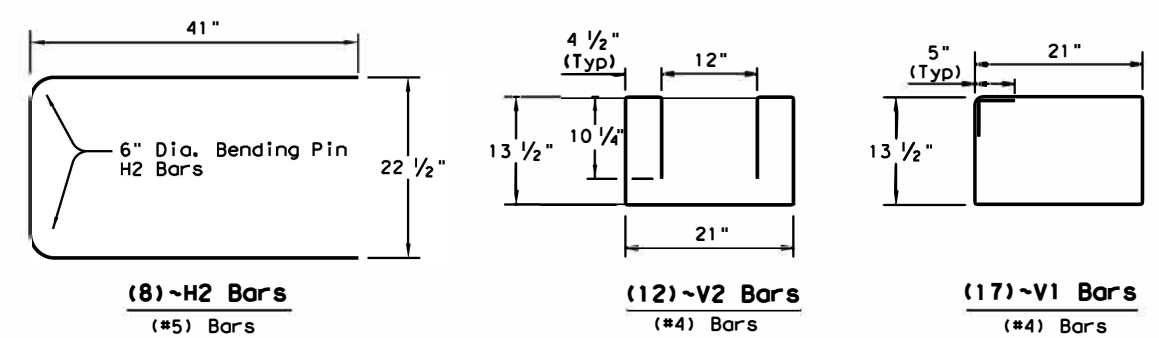 41"
6" Dia. Bending Pin
H2 Bars
22 ½"
(8)~H2 Bars
(#5) Bars
4 ½"
(Typ)
12"
13 ½"
10 ¼"
21"
(12)~V2 Bars
(#4) Bars
5"
(Typ)
21"
13 ½"
(17)~V1 Bars
(#4) Bars